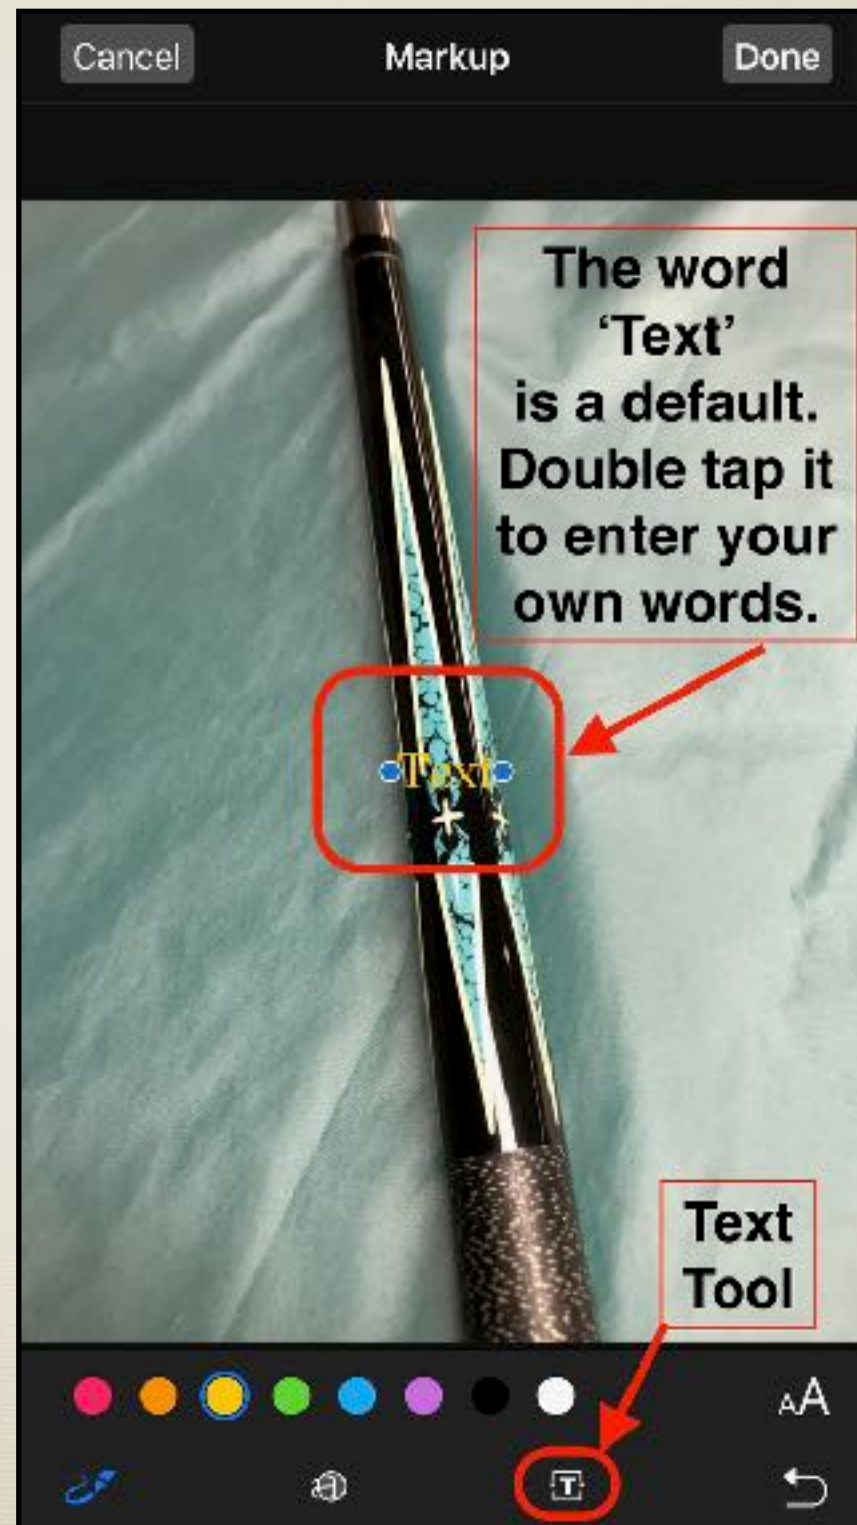 Cancel Markup Done
The word
‘Text’
is a default.
Double tap it
to enter your
own words.
Text
Text
Tool
AA
a
T